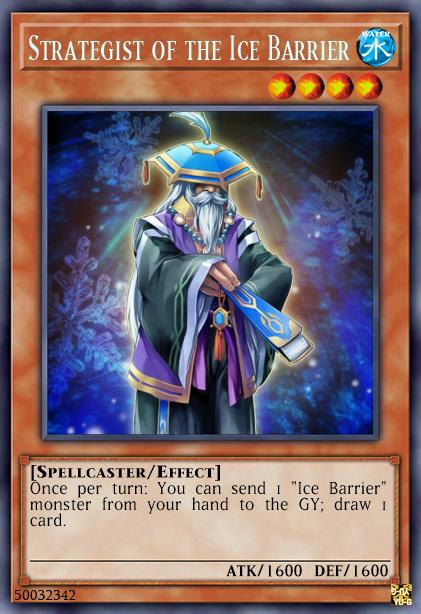 Strategist of the Ice Barrier
WATER
水
[Spellcaster/Effect]
Once per turn: You can send 1 "Ice Barrier"
monster from your hand to the GY; draw 1
card.
ATK/1600 DEF/1600
50032342